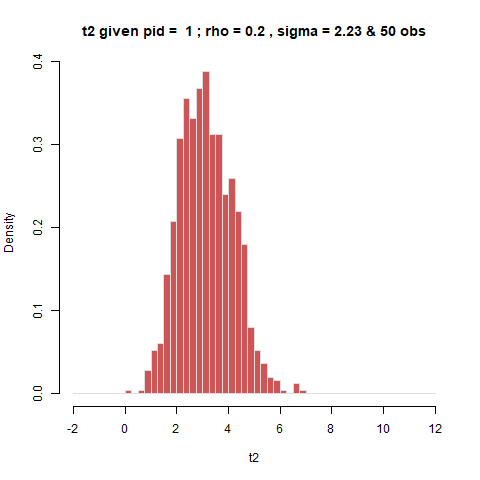 t2 given pid =  1 ; rho = 0.2 , sigma = 2.23 & 50 obs
Density
0.4
0.3
0.2
0.1
0.0
-2 0 2 4 6 8 10 12
t2